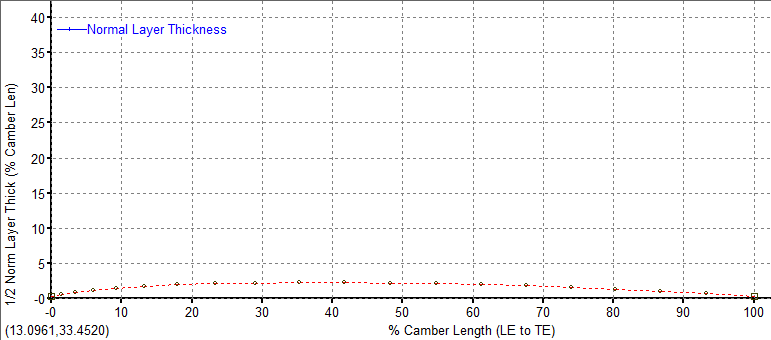 40
Normal Layer Thickness
35
30
25
20
15
10
5
-0
1/2 Norm Layer Thick (% Camber Len)
-0 10 20 30 40 50 60 70 80 90 100
(13.0961,33.4520) % Camber Length (LE to TE)